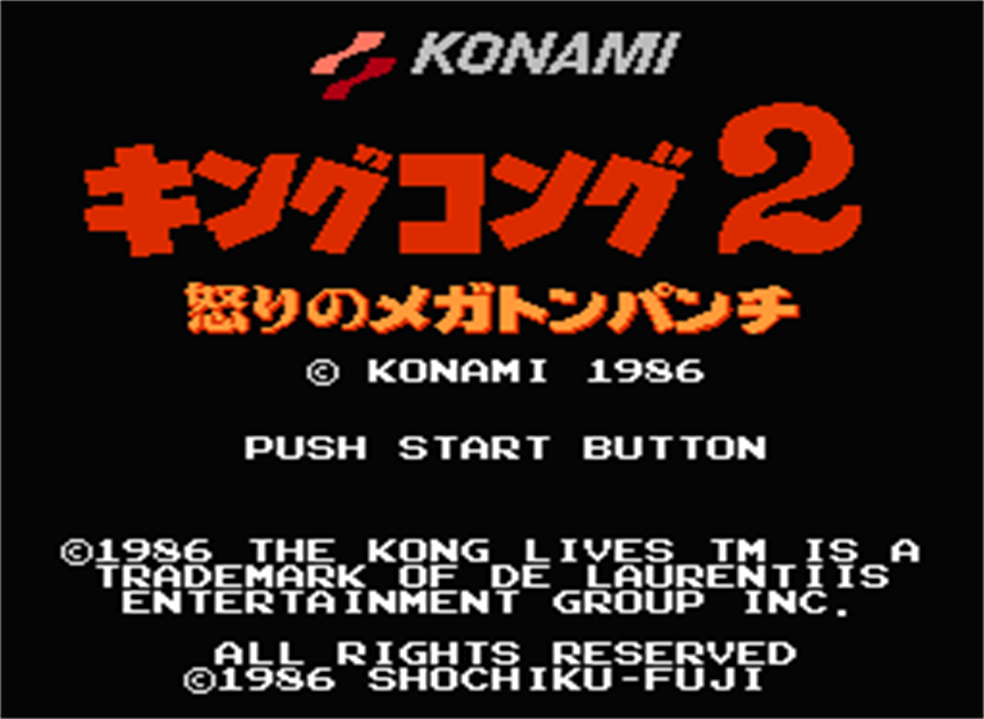 KONAMI
キングコング2
怒りのメガトンパンチ
© KONAMI 1986
PUSH START BUTTON
©1986 THE KONG LIVES TM IS A
TRADEMARK OF DE LAURENTIIS
ENTERTAINMENT GROUP INC.
ALL RIGHTS RESERVED
©1986 SHOCHIKU-FUJI